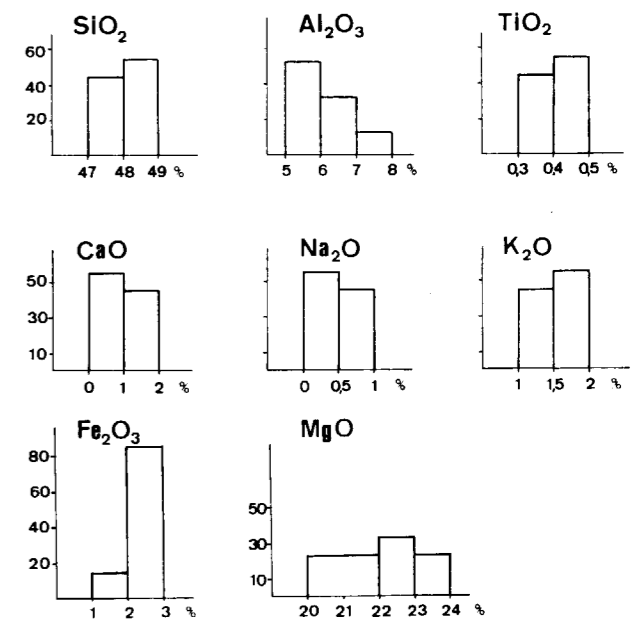 SiO₂
60
40
20
47 48 49 %
Al₂O₃
5 6 7 8 %
TiO₂
0,3 0,4 0,5 %
CaO
50
30
10
0 1 2 %
Na₂O
0 0,5 1 %
K₂O
1 1,5 2 %
Fe₂O₃
80
60
40
20
1 2 3 %
MgO
50
30
10
20 21 22 23 24 %